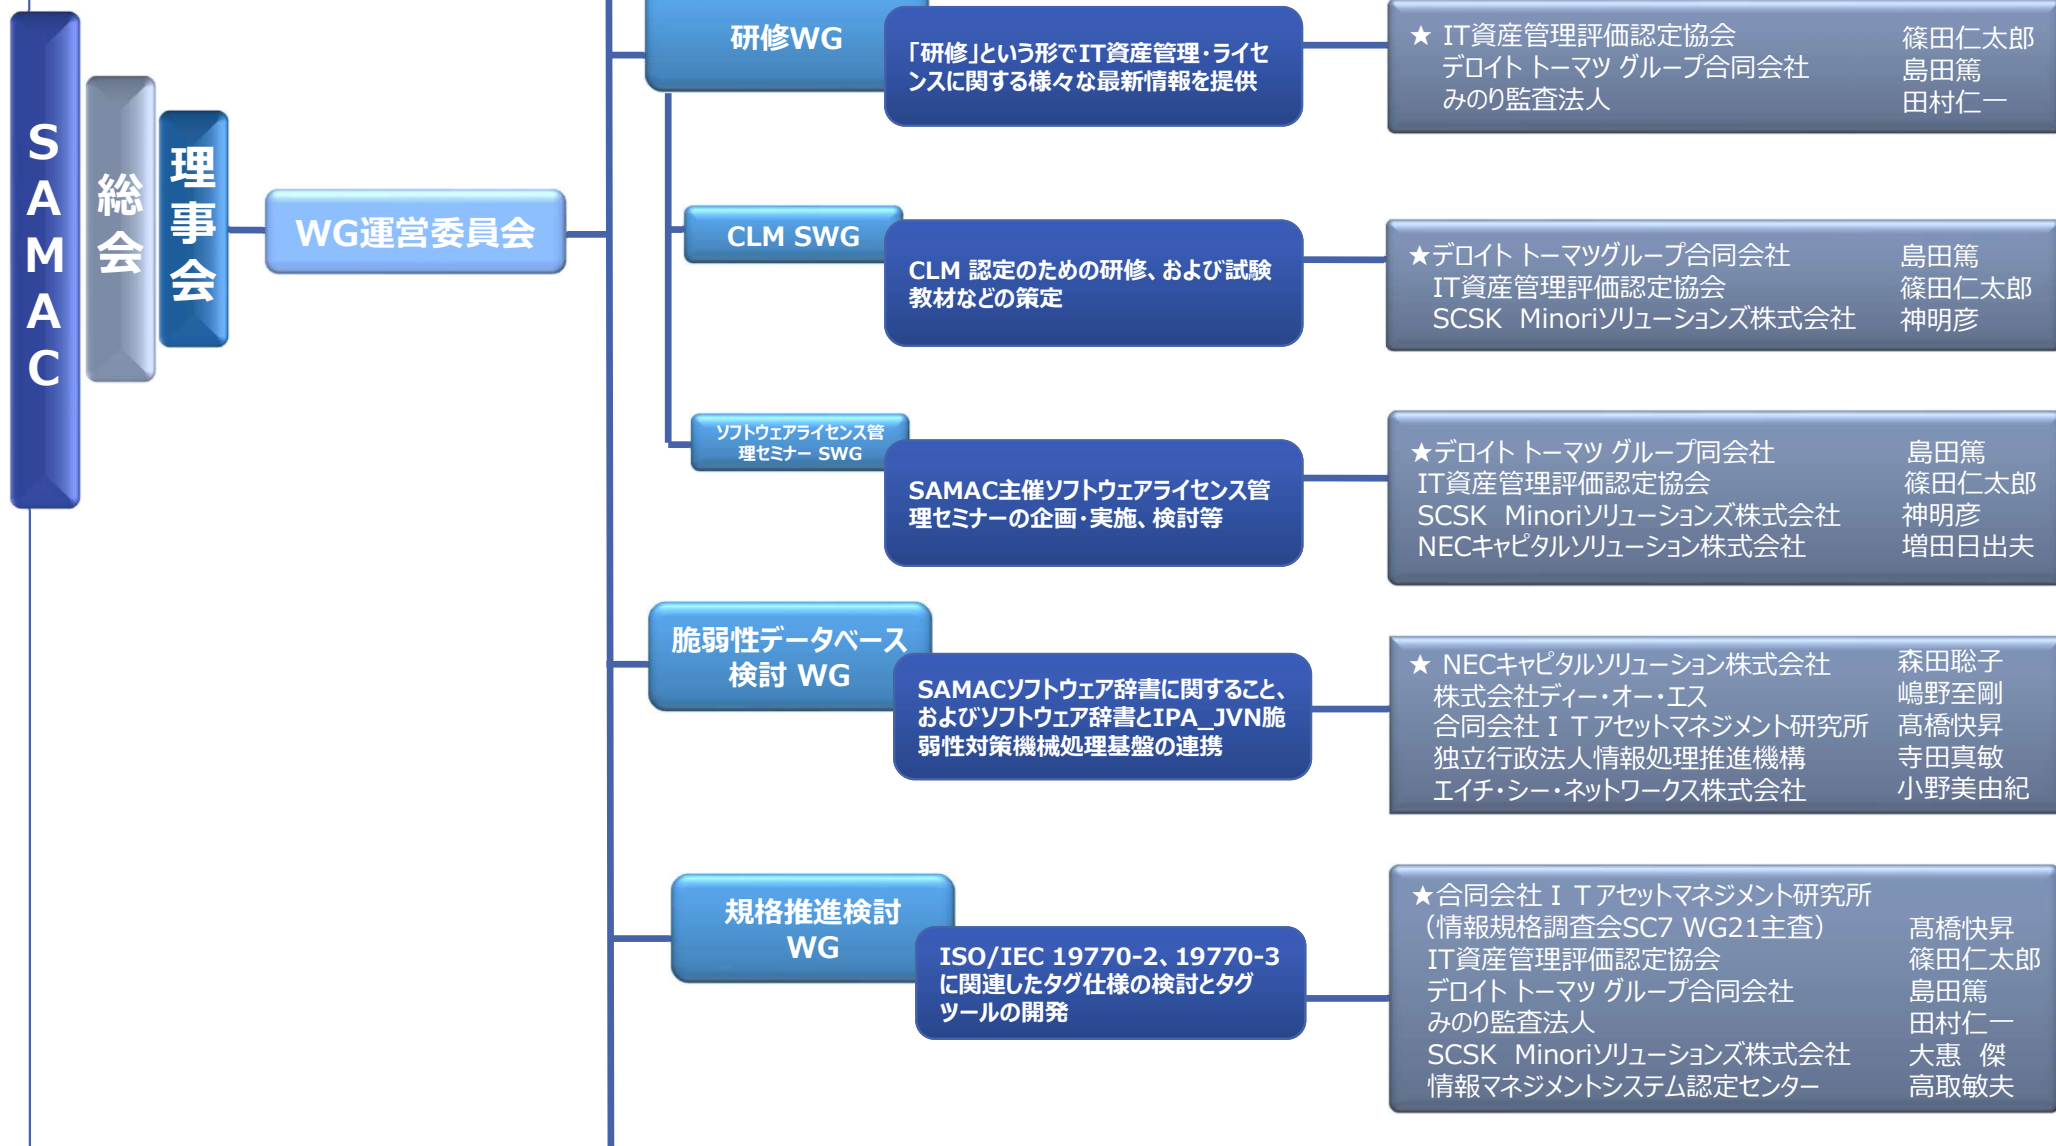 SAMAC
総会
理事会
WG運営委員会
研修WG
「研修」という形でIT資産管理・ライセ
ンスに関する様々な最新情報を提供
★ IT資産管理評価認定協会 篠田仁太郎
デロイト トーマツ グループ合同会社 島田篤
みのり監査法人 田村仁一
CLM SWG
CLM 認定のための研修、および試験
教材などの策定
★デロイト トーマツグループ合同会社 島田篤
IT資産管理評価認定協会 篠田仁太郎
SCSK Minoriソリューションズ株式会社 神明彦
ソフトウェアライセンス管
理セミナー SWG
SAMAC主催ソフトウェアライセンス管
理セミナーの企画・実施、検討等
★デロイト トーマツ グループ同会社 島田篤
IT資産管理評価認定協会 篠田仁太郎
SCSK Minoriソリューションズ株式会社 神明彦
NECキャピタルソリューション株式会社 増田日出夫
脆弱性データベース
検討 WG
SAMACソフトウェア辞書に関すること、
およびソフトウェア辞書とIPA_JVN脆
弱性対策機械処理基盤の連携
★ NECキャピタルソリューション株式会社 森田聡子
株式会社ディー・オー・エス 嶋野至剛
合同会社ＩＴアセットマネジメント研究所 髙橋快昇
独立行政法人情報処理推進機構 寺田真敏
エイチ・シー・ネットワークス株式会社 小野美由紀
規格推進検討
WG
ISO/IEC 19770-2、19770-3
に関連したタグ仕様の検討とタグ
ツールの開発
★合同会社ＩＴアセットマネジメント研究所
（情報規格調査会SC7 WG21主査） 髙橋快昇
IT資産管理評価認定協会 篠田仁太郎
デロイト トーマツ グループ合同会社 島田篤
みのり監査法人 田村仁一
SCSK Minoriソリューションズ株式会社 大惠 傑
情報マネジメントシステム認定センター 高取敏夫